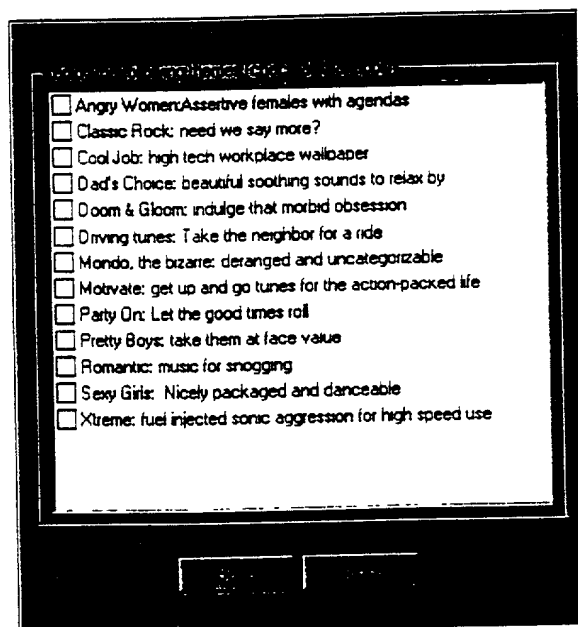 Angry Women:Assertive females with agendas
Classic Rock: need we say more?
Cool Job: high tech workplace wallpaper
Dad's Choice: beautiful soothing sounds to relax by
Doom & Gloom: indulge that morbid obsession
Driving tunes: Take the neighbor for a ride
Mondo, the bizarre: deranged and uncategorizable
Motivate: get up and go tunes for the action-packed life
Party On: Let the good times roll
Pretty Boys: take them at face value
Romantic: music for snogging
Sexy Girls: Nicely packaged and danceable
Xtreme: fuel injected sonic aggression for high speed use